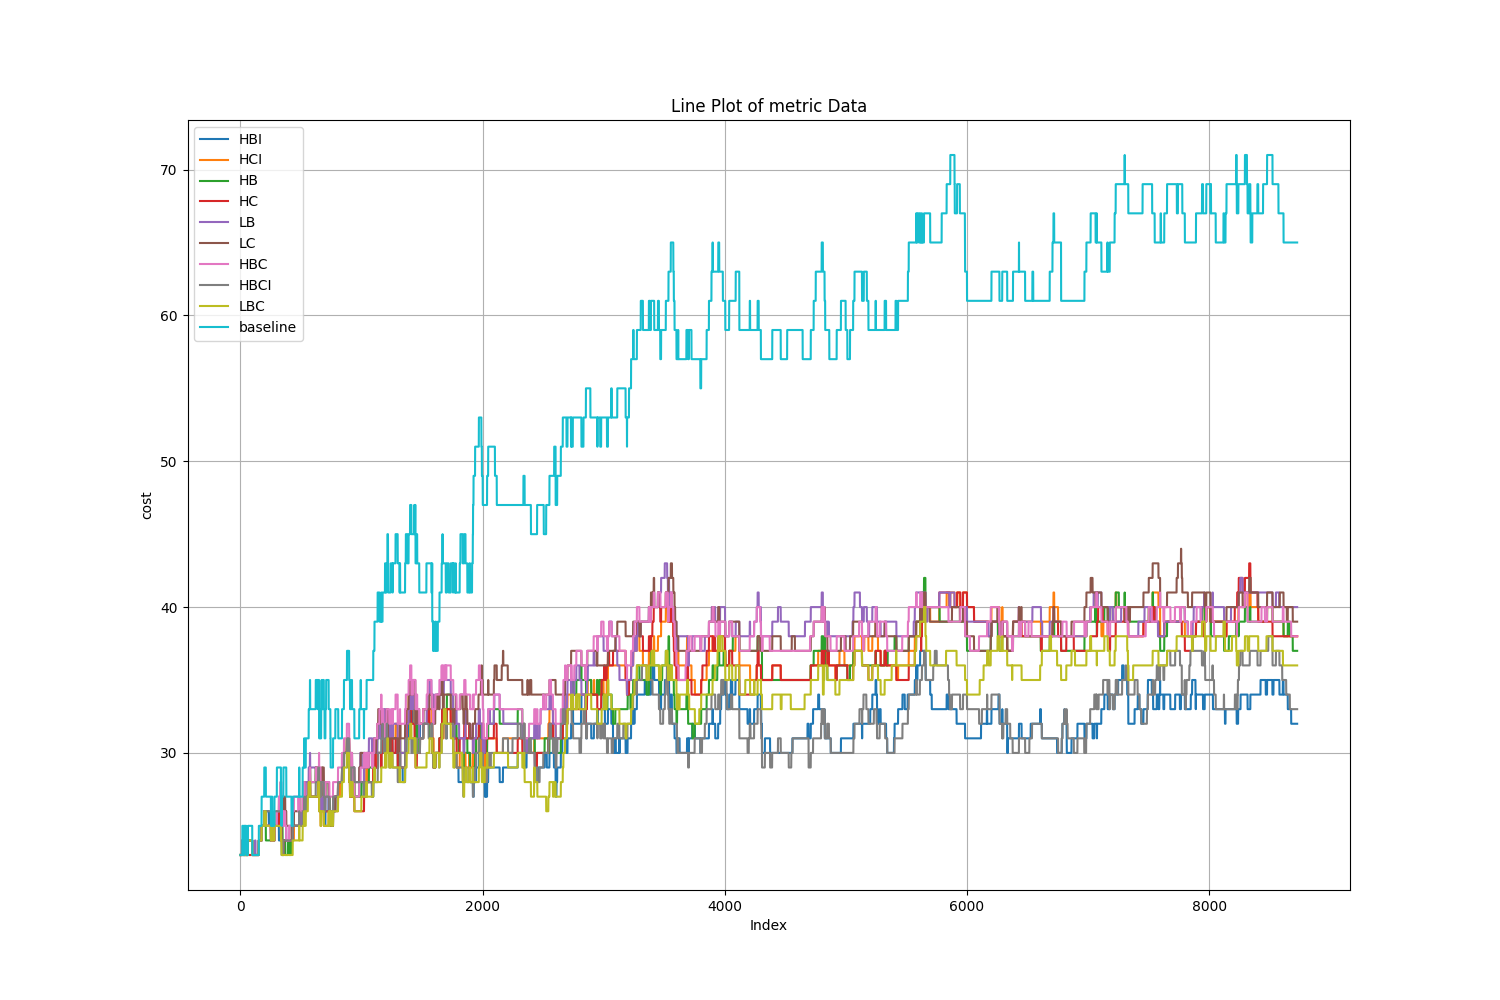 Line Plot of metric Data
HBI
HCI
HB
HC
LB
LC
HBC
HBCI
LBC
baseline
70
60
50
40
30
cost
0 2000 4000 6000 8000
Index